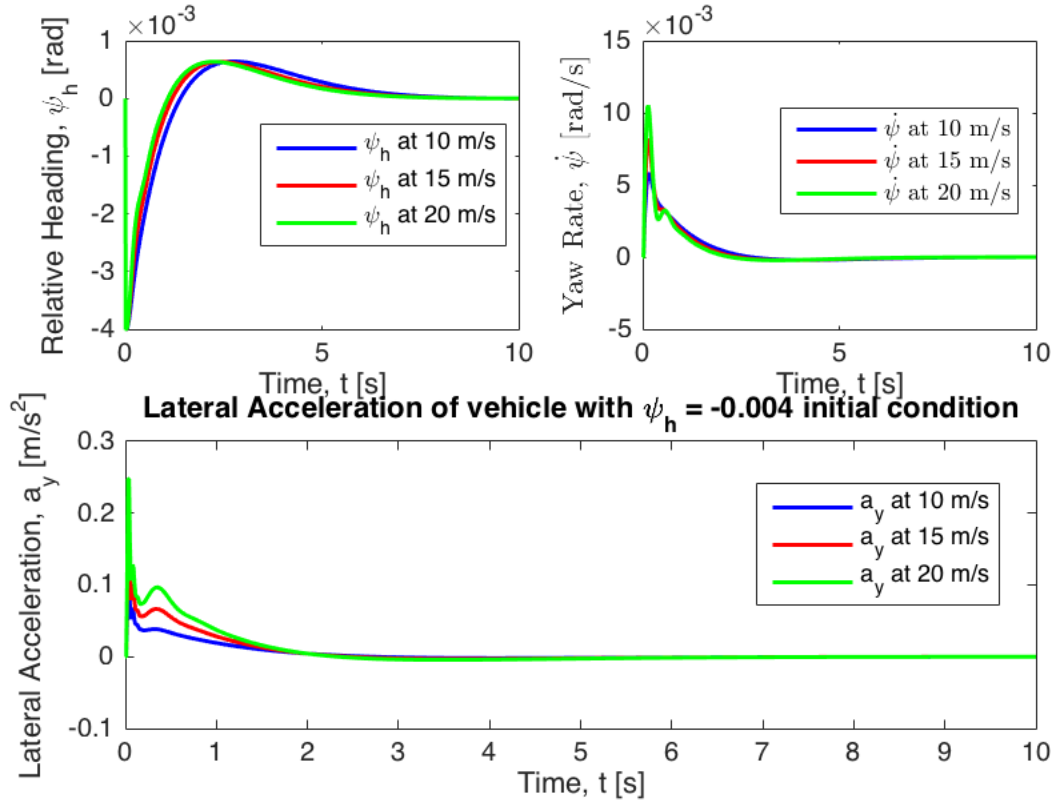 ×10⁻³
1
0
-1
-2
-3
-4
0
5
10
Relative Heading, ψₕ [rad]
Time, t [s]
ψₕ at 10 m/s
ψₕ at 15 m/s
ψₕ at 20 m/s
×10⁻³
15
10
5
0
-5
0
5
10
Yaw Rate, ψ̇ [rad/s]
Time, t [s]
ψ̇ at 10 m/s
ψ̇ at 15 m/s
ψ̇ at 20 m/s
Lateral Acceleration of vehicle with ψₕ = -0.004 initial condition
0.3
0.2
0.1
0
-0.1
0
1
2
3
4
5
6
7
8
9
10
Lateral Acceleration, a_y [m/s²]
Time, t [s]
a_y at 10 m/s
a_y at 15 m/s
a_y at 20 m/s